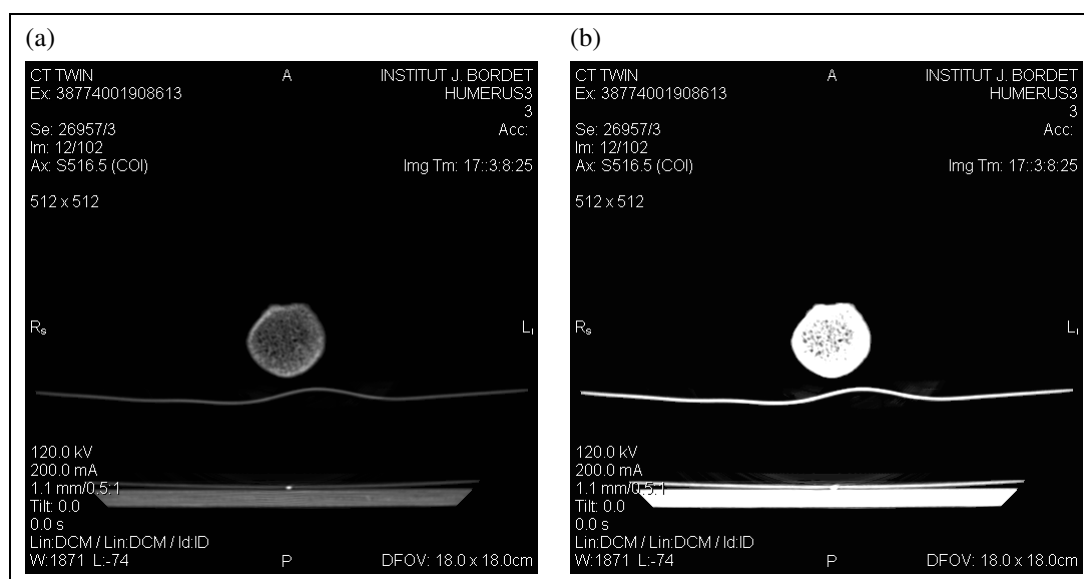 (a)
CT TWIN
A
INSTITUT J. BORDET
Ex: 38774001908613
HUMERUS3
3
Se: 26957/3
Acc:
Im: 12/102
Ax: S516.5 (COI)
Img Tm: 17::3:8:25
512 x 512
Rs
Li
120.0 kV
200.0 mA
1.1 mm/0.5:1
Tilt: 0.0
0.0 s
Lin:DCM / Lin:DCM / Id:ID
W:1871 L:-74
P
DFOV: 18.0 x 18.0cm
(b)
CT TWIN
A
INSTITUT J. BORDET
Ex: 38774001908613
HUMERUS3
3
Se: 26957/3
Acc:
Im: 12/102
Ax: S516.5 (COI)
Img Tm: 17::3:8:25
512 x 512
Rs
Li
120.0 kV
200.0 mA
1.1 mm/0.5:1
Tilt: 0.0
0.0 s
Lin:DCM / Lin:DCM / Id:ID
W:1871 L:-74
P
DFOV: 18.0 x 18.0cm